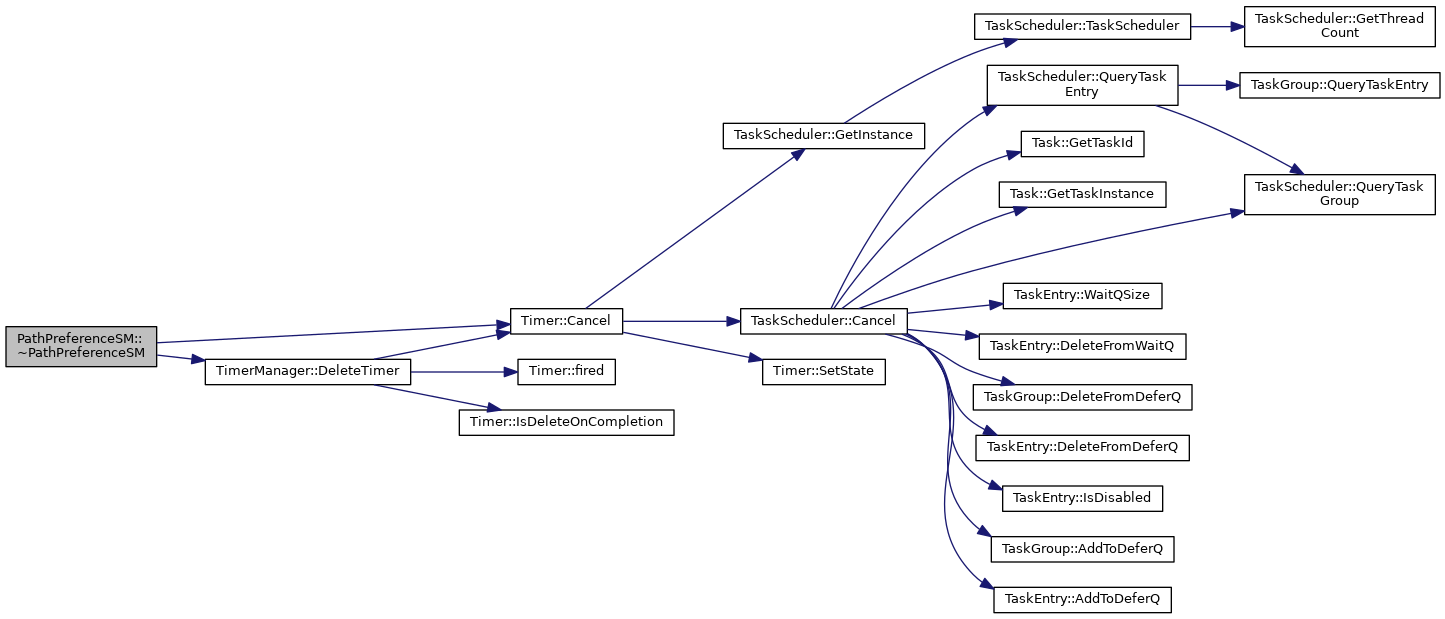 PathPreferenceSM::
~PathPreferenceSM
TimerManager::DeleteTimer
Timer::Cancel
Timer::fired
Timer::IsDeleteOnCompletion
TaskScheduler::GetInstance
TaskScheduler::Cancel
Timer::SetState
TaskScheduler::TaskScheduler
TaskScheduler::QueryTask
Entry
Task::GetTaskId
Task::GetTaskInstance
TaskEntry::WaitQSize
TaskEntry::DeleteFromWaitQ
TaskGroup::DeleteFromDeferQ
TaskEntry::DeleteFromDeferQ
TaskEntry::IsDisabled
TaskGroup::AddToDeferQ
TaskEntry::AddToDeferQ
TaskScheduler::GetThread
Count
TaskGroup::QueryTaskEntry
TaskScheduler::QueryTask
Group